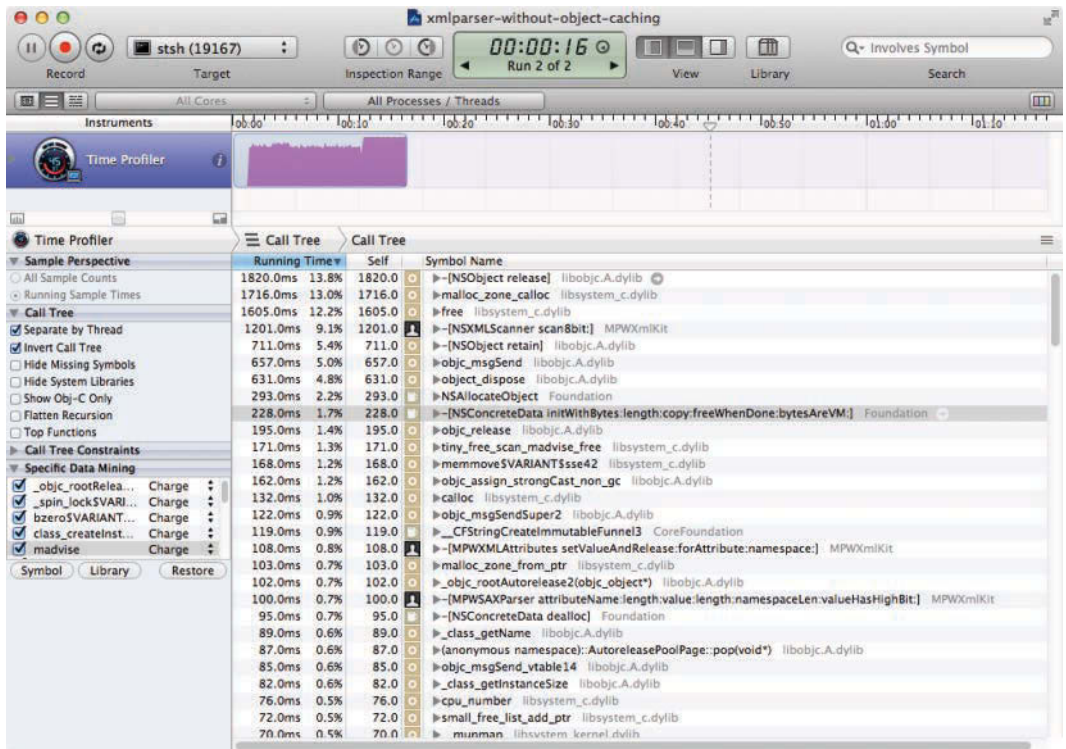 xmlparser-without-object-caching
stsh (19167)
00:00:16
Run 2 of 2
Involves Symbol
Record
Target
Inspection Range
View
Library
Search
All Cores
All Processes / Threads
Instruments
00:00 00:10 00:20 00:30 00:40 00:50 01:00 01:10
Time Profiler
Time Profiler
Call Tree
Call Tree
Sample Perspective
All Sample Counts
Running Sample Times
Call Tree
Separate by Thread
Invert Call Tree
Hide Missing Symbols
Hide System Libraries
Show Obj-C Only
Flatten Recursion
Top Functions
Call Tree Constraints
Specific Data Mining
_objc_rootRelea... Charge
_spin_lock$VARI... Charge
bzero$VARIANT... Charge
class_createInst... Charge
madvise Charge
Symbol Library Restore
Running Time Self Symbol Name
1820.0ms 13.8% 1820.0 -[NSObject release] libobjc.A.dylib
1716.0ms 13.0% 1716.0 malloc_zone_calloc libsystem_c.dylib
1605.0ms 12.2% 1605.0 free libsystem_c.dylib
1201.0ms 9.1% 1201.0 -[NSXMLScanner scan8bit:] MPWXmlKit
711.0ms 5.4% 711.0 -[NSObject retain] libobjc.A.dylib
657.0ms 5.0% 657.0 objc_msgSend libobjc.A.dylib
631.0ms 4.8% 631.0 object_dispose libobjc.A.dylib
293.0ms 2.2% 293.0 NSAllocateObject Foundation
228.0ms 1.7% 228.0 -[NSConcreteData initWithBytes:length:copy:freeWhenDone:bytesAreVM:] Foundation
195.0ms 1.4% 195.0 objc_release libobjc.A.dylib
171.0ms 1.3% 171.0 tiny_free_scan_madvise_free libsystem_c.dylib
168.0ms 1.2% 168.0 memmove$VARIANT$sse42 libsystem_c.dylib
162.0ms 1.2% 162.0 objc_assign_strongCast_non_gc libobjc.A.dylib
132.0ms 1.0% 132.0 calloc libsystem_c.dylib
122.0ms 0.9% 122.0 objc_msgSendSuper2 libobjc.A.dylib
119.0ms 0.9% 119.0 __CFStringCreateImmutableFunnel3 CoreFoundation
108.0ms 0.8% 108.0 -[MPWXMLAttributes setValueAndRelease:forAttribute:namespace:] MPWXmlKit
103.0ms 0.7% 103.0 malloc_zone_from_ptr libsystem_c.dylib
102.0ms 0.7% 102.0 _objc_rootAutorelease2(objc_object*) libobjc.A.dylib
100.0ms 0.7% 100.0 -[MPWSAXParser attributeName:length:value:length:namespaceLen:valueHasHighBit:] MPWXmlKit
95.0ms 0.7% 95.0 -[NSConcreteData dealloc] Foundation
89.0ms 0.6% 89.0 _class_getName libobjc.A.dylib
87.0ms 0.6% 87.0 (anonymous namespace)::AutoreleasePoolPage::pop(void*) libobjc.A.dylib
85.0ms 0.6% 85.0 objc_msgSend_vtable14 libobjc.A.dylib
82.0ms 0.6% 82.0 _class_getInstanceSize libobjc.A.dylib
76.0ms 0.5% 76.0 cpu_number libsystem_c.dylib
72.0ms 0.5% 72.0 small_free_list_add_ptr libsystem_c.dylib
70.0ms 0.5% 70.0 __munmap libsystem_kernel.dylib